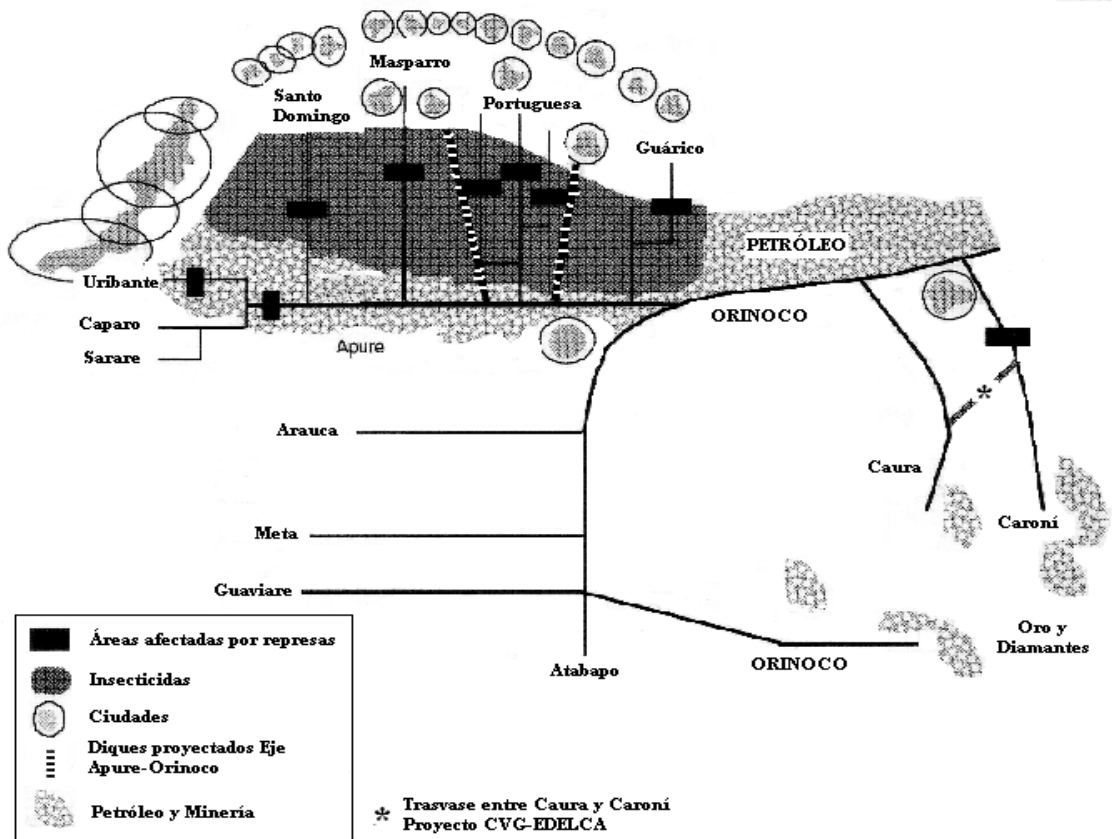 Masparro
Santo
Domingo
Portuguesa
Guárico
PETRÓLEO
Uribante
ORINOCO
Caparo
Apure
Sarare
Arauca
Caura
Meta
Caroní
Guaviare
Oro y
Diamantes
Atabapo
ORINOCO
Áreas afectadas por represas
Insecticidas
Ciudades
Diques proyectados Eje
Apure-Orinoco
Petróleo y Minería
* Trasvase entre Caura y Caroní
Proyecto CVG-EDELCA
*